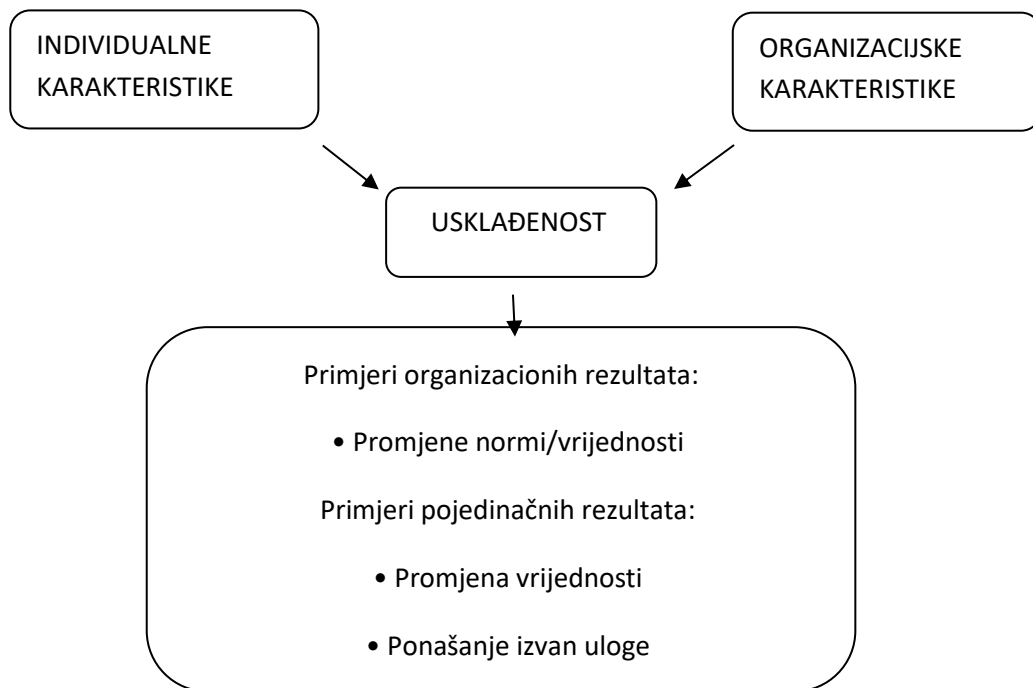 INDIVIDUALNE
KARAKTERISTIKE
ORGANIZACIJSKE
KARAKTERISTIKE
USKLAĐENOST
Primjeri organizacionih rezultata:
• Promjene normi/vrijednosti
Primjeri pojedinačnih rezultata:
• Promjena vrijednosti
• Ponašanje izvan uloge